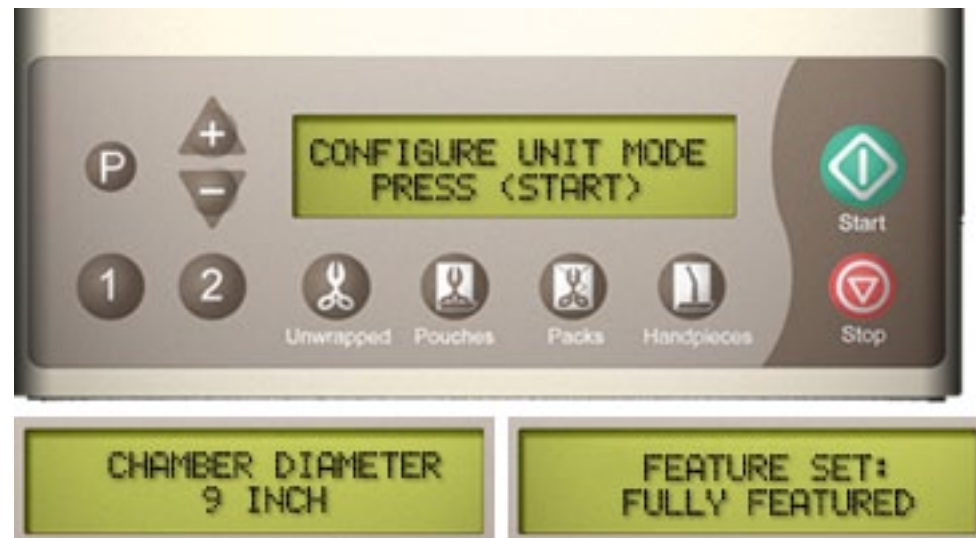 P
+
-
CONFIGURE UNIT MODE
PRESS (START)
Start
1
2
Unwrapped
Pouches
Packs
Handpieces
Stop
CHAMBER DIAMETER
9 INCH
FEATURE SET:
FULLY FEATURED